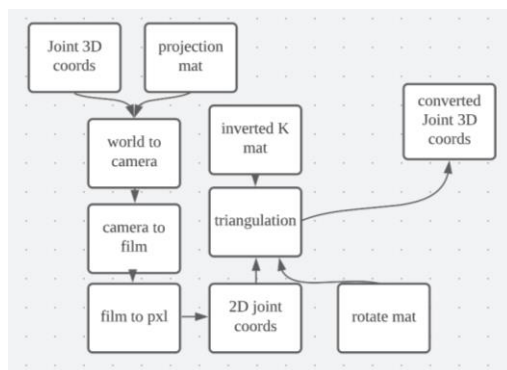 Joint 3D
coords
projection
mat
world to
camera
camera to
film
film to pxl
inverted K
mat
triangulation
2D joint
coords
rotate mat
converted
Joint 3D
coords